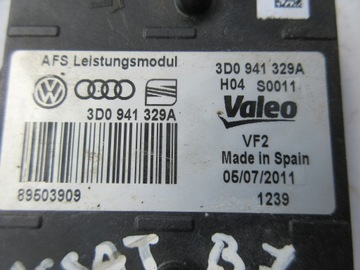 AFS Leistungsmodul
3D0 941 329A
H04 S0011
3D0 941 329A
Valeo
VF2
Made in Spain
05/07/2011
89503909
1239